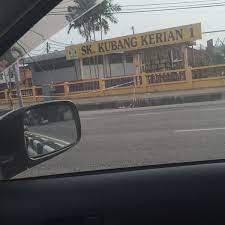 SK. KUBANG KERIAN 1